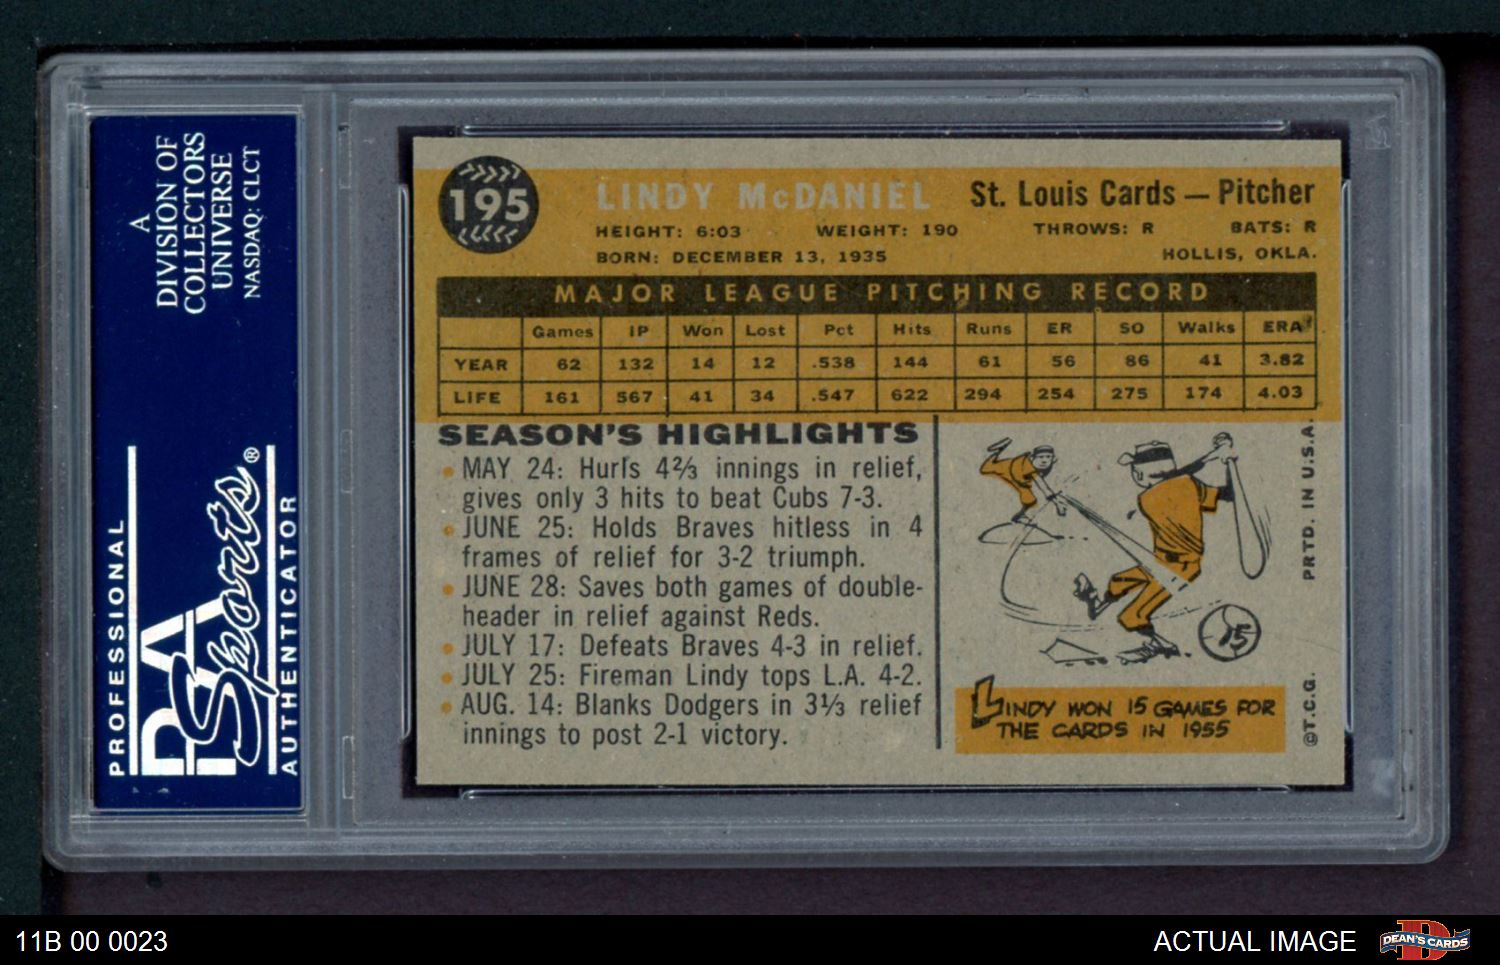 A
DIVISION OF
COLLECTORS
UNIVERSE
NASDAQ: CLCT
PROFESSIONAL
PSA
Sports®
AUTHENTICATOR
195
LINDY McDANIEL St. Louis Cards — Pitcher
HEIGHT: 6:03 WEIGHT: 190 THROWS: R BATS: R
BORN: DECEMBER 13, 1935 HOLLIS, OKLA.
MAJOR LEAGUE PITCHING RECORD
Games IP Won Lost Pct Hits Runs ER SO Walks ERA
YEAR 62 132 14 12 .538 144 61 56 86 41 3.82
LIFE 161 567 41 34 .547 622 294 254 275 174 4.03
SEASON'S HIGHLIGHTS
• MAY 24: Hurls 4⅔ innings in relief,
gives only 3 hits to beat Cubs 7-3.
• JUNE 25: Holds Braves hitless in 4
frames of relief for 3-2 triumph.
• JUNE 28: Saves both games of double-
header in relief against Reds.
• JULY 17: Defeats Braves 4-3 in relief.
• JULY 25: Fireman Lindy tops L.A. 4-2.
• AUG. 14: Blanks Dodgers in 3⅓ relief
innings to post 2-1 victory.
15
LINDY WON 15 GAMES FOR
THE CARDS IN 1955
©T.C.G. PRTD. IN U.S.A.
11B 00 0023
ACTUAL IMAGE
D
DEAN'S CARDS